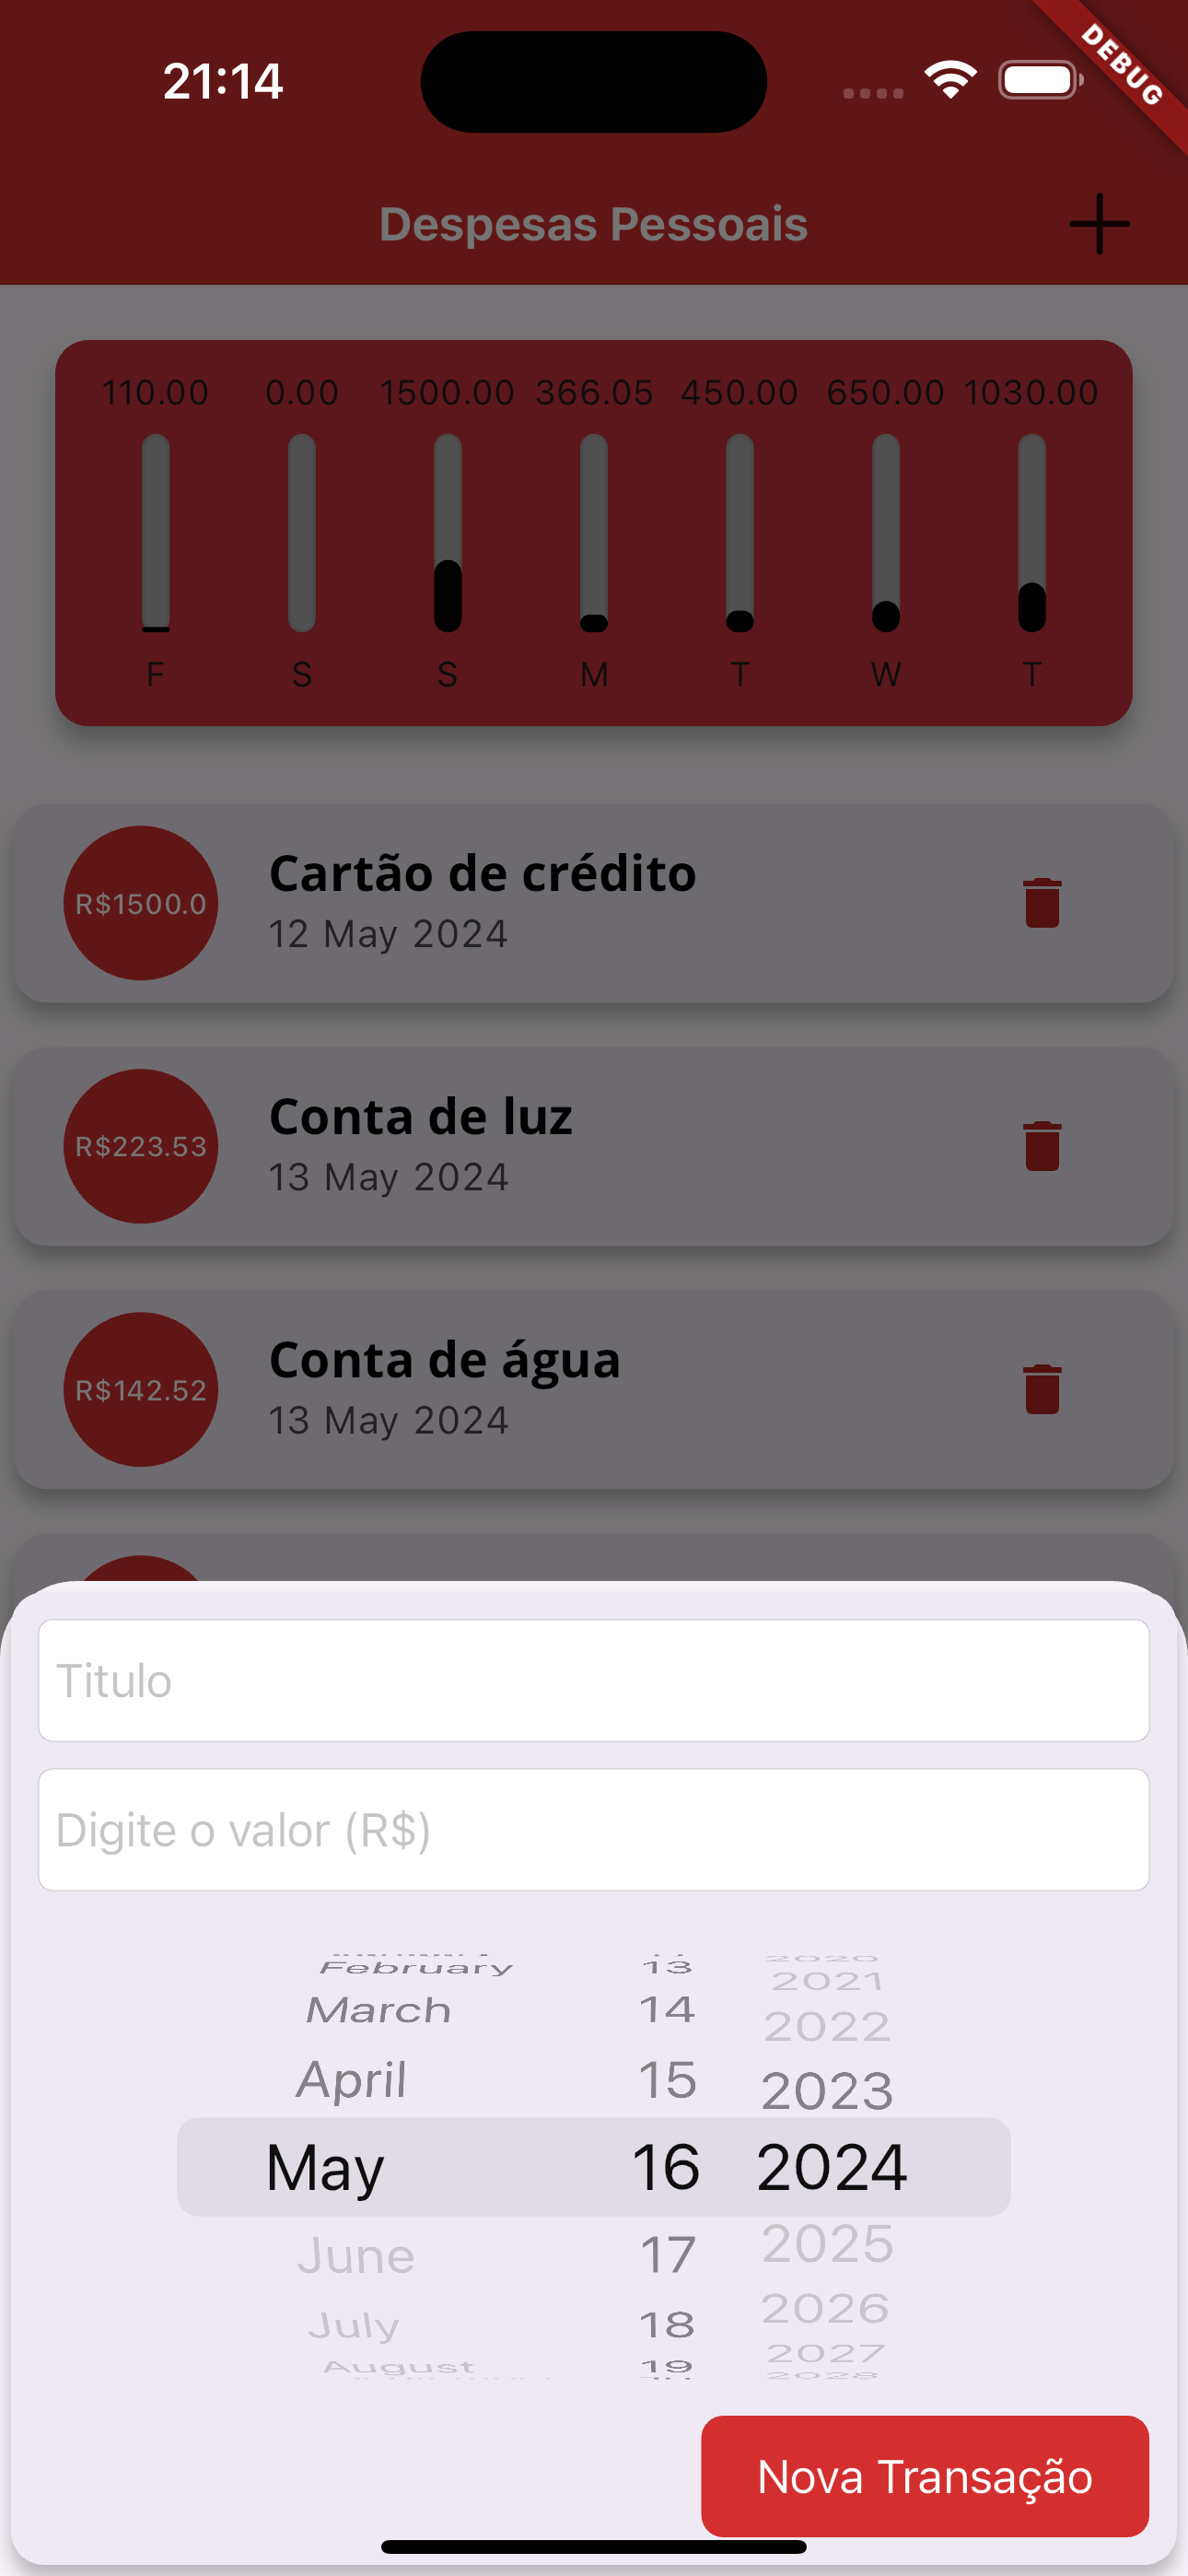 21:14
DEBUG
Despesas Pessoais
110.00 0.00 1500.00 366.05 450.00 650.00 1030.00
F S S M T W T
R$1500.0
Cartão de crédito
12 May 2024
R$223.53
Conta de luz
13 May 2024
R$142.52
Conta de água
13 May 2024
Titulo
Digite o valor (R$)
2020
February 13 2021
March 14 2022
April 15 2023
May 16 2024
June 17 2025
July 18 2026
August 19 2027
2028
Nova Transação